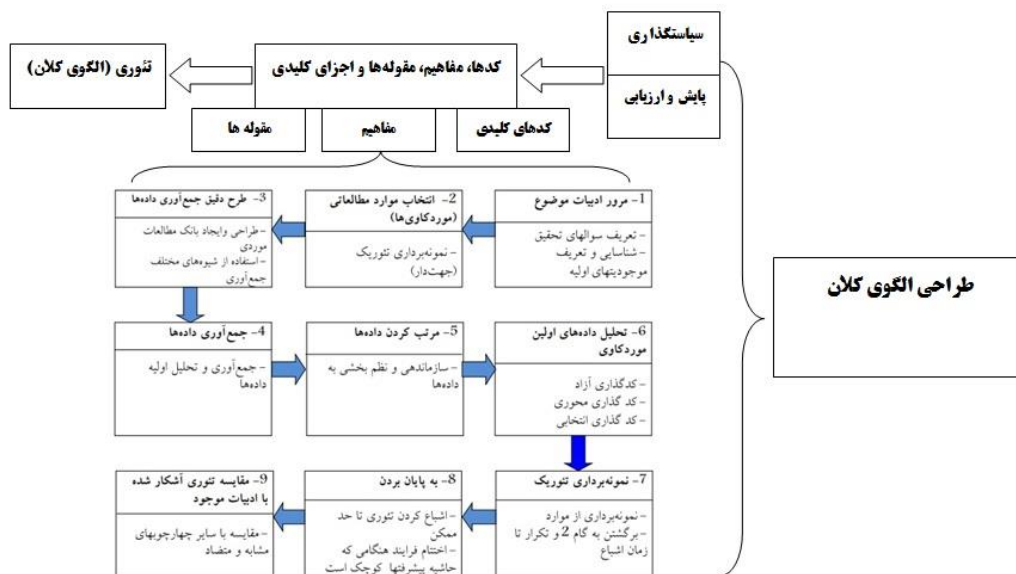 سیاستگذاری
پایش و ارزیابی
کدها، مفاهیم، مقوله‌ها و اجزای کلیدی
تئوری (الگوی کلان)
کدهای کلیدی
مفاهیم
مقوله ها
1- مرور ادبیات موضوع
- تعریف سوالهای تحقیق
- شناسایی و تعریف
موجودیتهای اولیه
2- انتخاب موارد مطالعاتی
(موردکاوی‌ها)
- نمونه‌برداری تئوریک
(جهت‌دار)
3- طرح دقیق جمع‌آوری داده‌ها
- طراحی وایجاد بانک مطالعات
موردی
- استفاده از شیوه‌های مختلف
جمع‌آوری
4- جمع‌آوری داده‌ها
- جمع‌آوری و تحلیل اولیه
داده‌ها
5- مرتب کردن داده‌ها
- سازماندهی و نظم بخشی به
داده‌ها
6- تحلیل داده‌های اولین
موردکاوی
- کدگذاری آزاد
- کد گذاری محوری
- کد گذاری انتخابی
7- نمونه‌برداری تئوریک
- نمونه‌برداری از موارد
- برگشتن به گام 2 و تکرار تا
زمان اشباع
8- به پایان بردن
- اشباع کردن تئوری تا حد
ممکن
- اختتام فرایند هنگامی که
حاشیه پیشرفتها کوچک است
9- مقایسه تئوری آشکار شده
با ادبیات موجود
- مقایسه با سایر چهارچوبهای
مشابه و متضاد
طراحی الگوی کلان